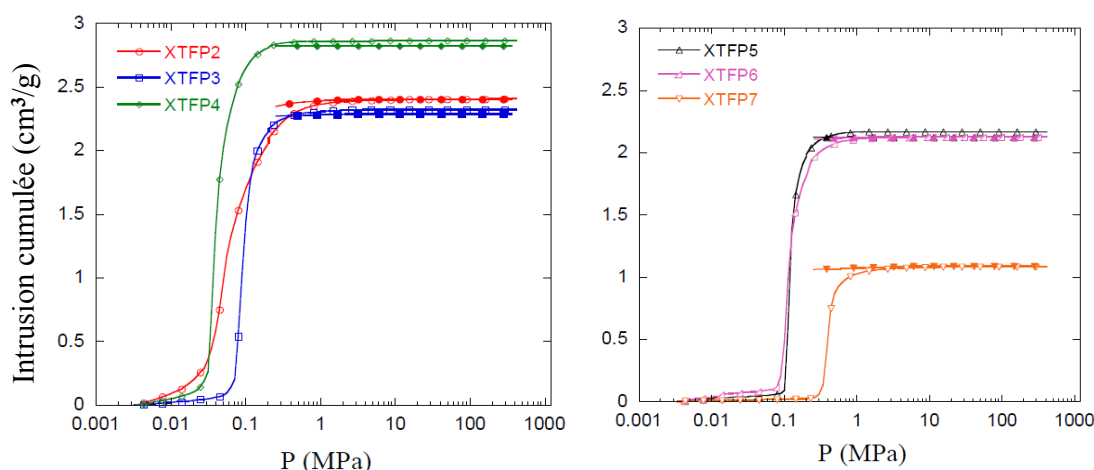 Intrusion cumulée (cm³/g)
3
2.5
2
1.5
1
0.5
0
XTFP2
XTFP3
XTFP4
0.001 0.01 0.1 1 10 100 1000
P (MPa)
3
2.5
2
1.5
1
0.5
0
XTFP5
XTFP6
XTFP7
0.001 0.01 0.1 1 10 100 1000
P (MPa)